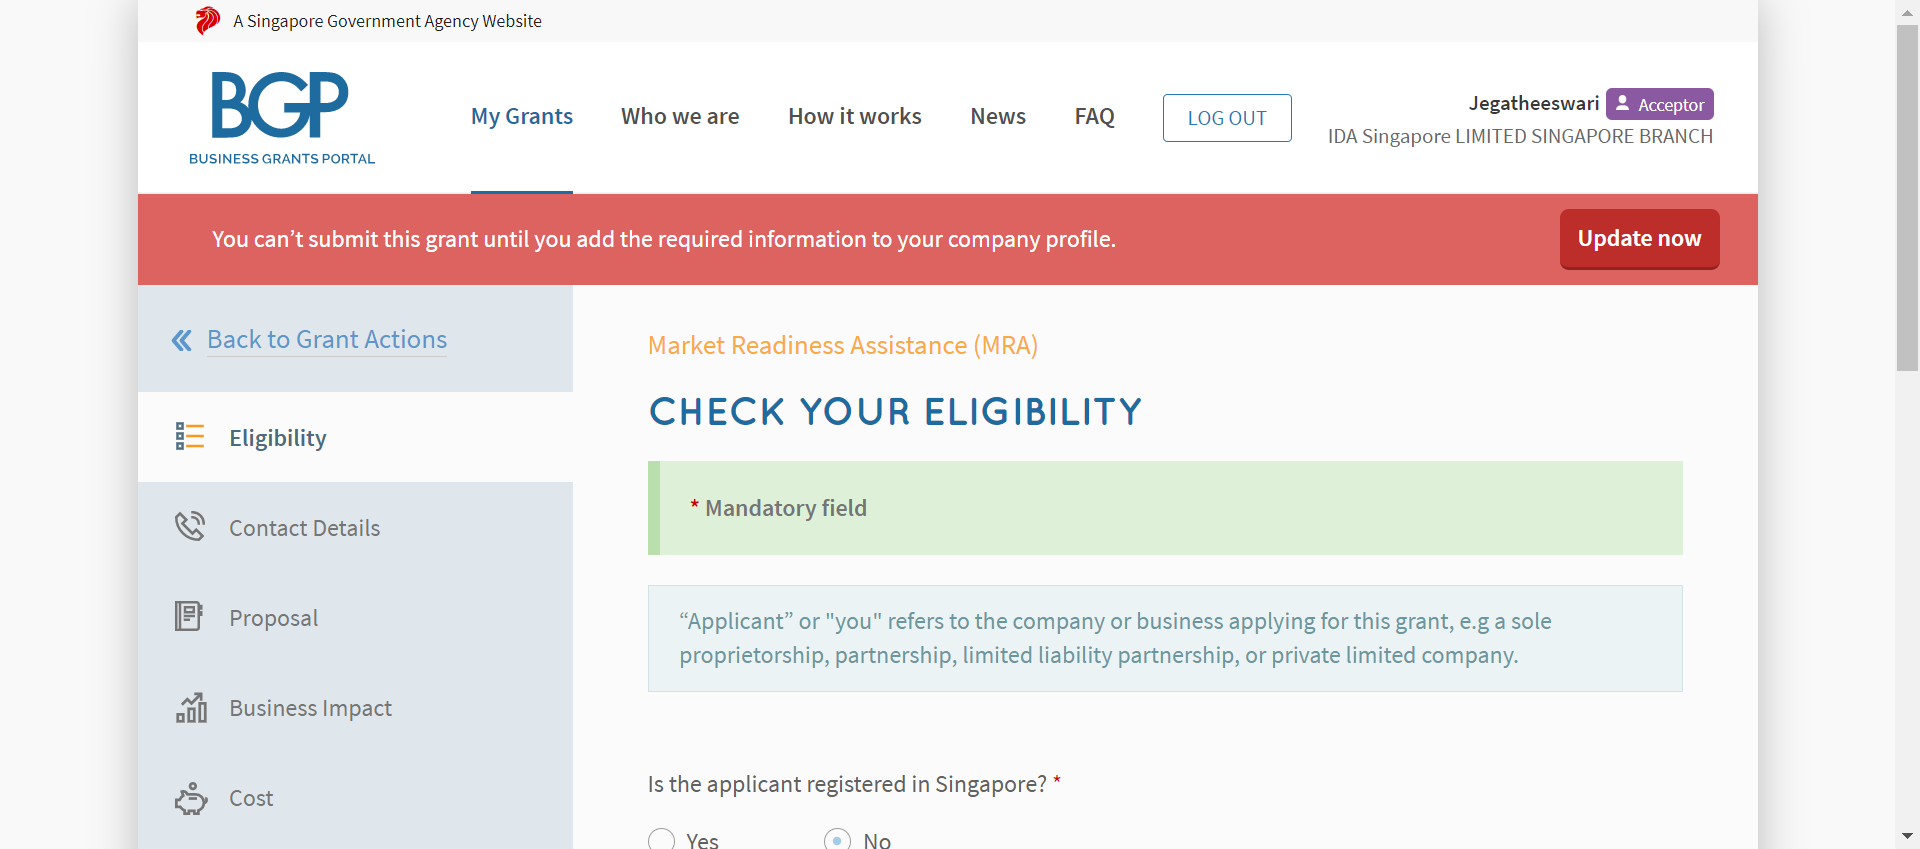 A Singapore Government Agency Website
BGP
BUSINESS GRANTS PORTAL
My Grants
Who we are
How it works
News
FAQ
LOG OUT
Jegatheeswari
Acceptor
IDA Singapore LIMITED SINGAPORE BRANCH
You can’t submit this grant until you add the required information to your company profile.
Update now
Back to Grant Actions
Eligibility
Contact Details
Proposal
Business Impact
Cost
Market Readiness Assistance (MRA)
CHECK YOUR ELIGIBILITY
* Mandatory field
“Applicant” or "you" refers to the company or business applying for this grant, e.g a sole
proprietorship, partnership, limited liability partnership, or private limited company.
Is the applicant registered in Singapore? *
Yes
No